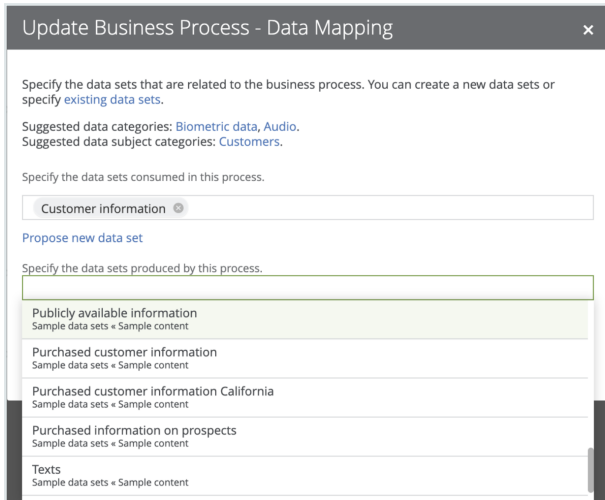 Update Business Process - Data Mapping
×
Specify the data sets that are related to the business process. You can create a new data sets or
specify existing data sets.
Suggested data categories: Biometric data, Audio.
Suggested data subject categories: Customers.
Specify the data sets consumed in this process.
Customer information
Propose new data set
Specify the data sets produced by this process.
Publicly available information
Sample data sets « Sample content
Purchased customer information
Sample data sets « Sample content
Purchased customer information California
Sample data sets « Sample content
Purchased information on prospects
Sample data sets « Sample content
Texts
Sample data sets « Sample content